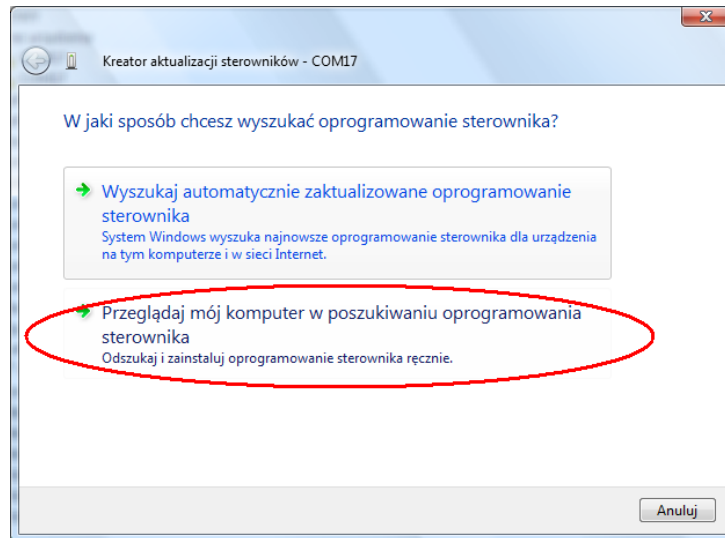 Kreator aktualizacji sterowników - COM17
W jaki sposób chcesz wyszukać oprogramowanie sterownika?
Wyszukaj automatycznie zaktualizowane oprogramowanie
sterownika
System Windows wyszuka najnowsze oprogramowanie sterownika dla urządzenia
na tym komputerze i w sieci Internet.
Przeglądaj mój komputer w poszukiwaniu oprogramowania
sterownika
Odszukaj i zainstaluj oprogramowanie sterownika ręcznie.
Anuluj